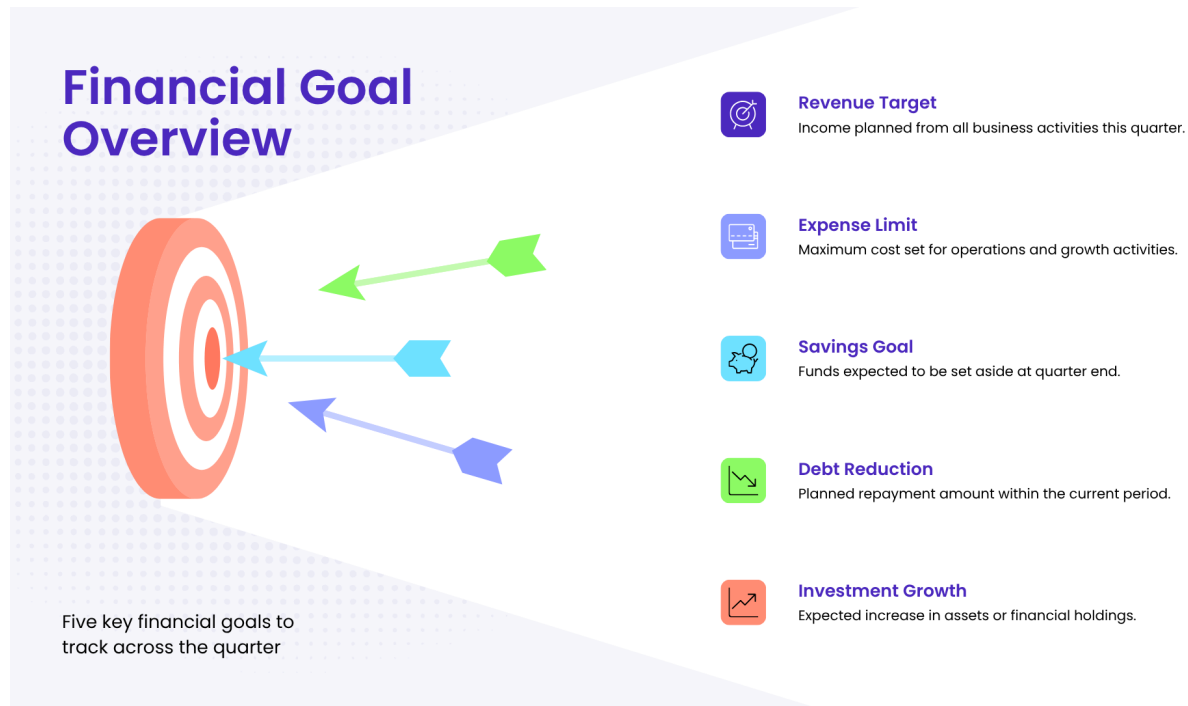 Financial Goal
Overview
Revenue Target
Income planned from all business activities this quarter.
Expense Limit
Maximum cost set for operations and growth activities.
Savings Goal
Funds expected to be set aside at quarter end.
Debt Reduction
Planned repayment amount within the current period.
Investment Growth
Expected increase in assets or financial holdings.
Five key financial goals to
track across the quarter